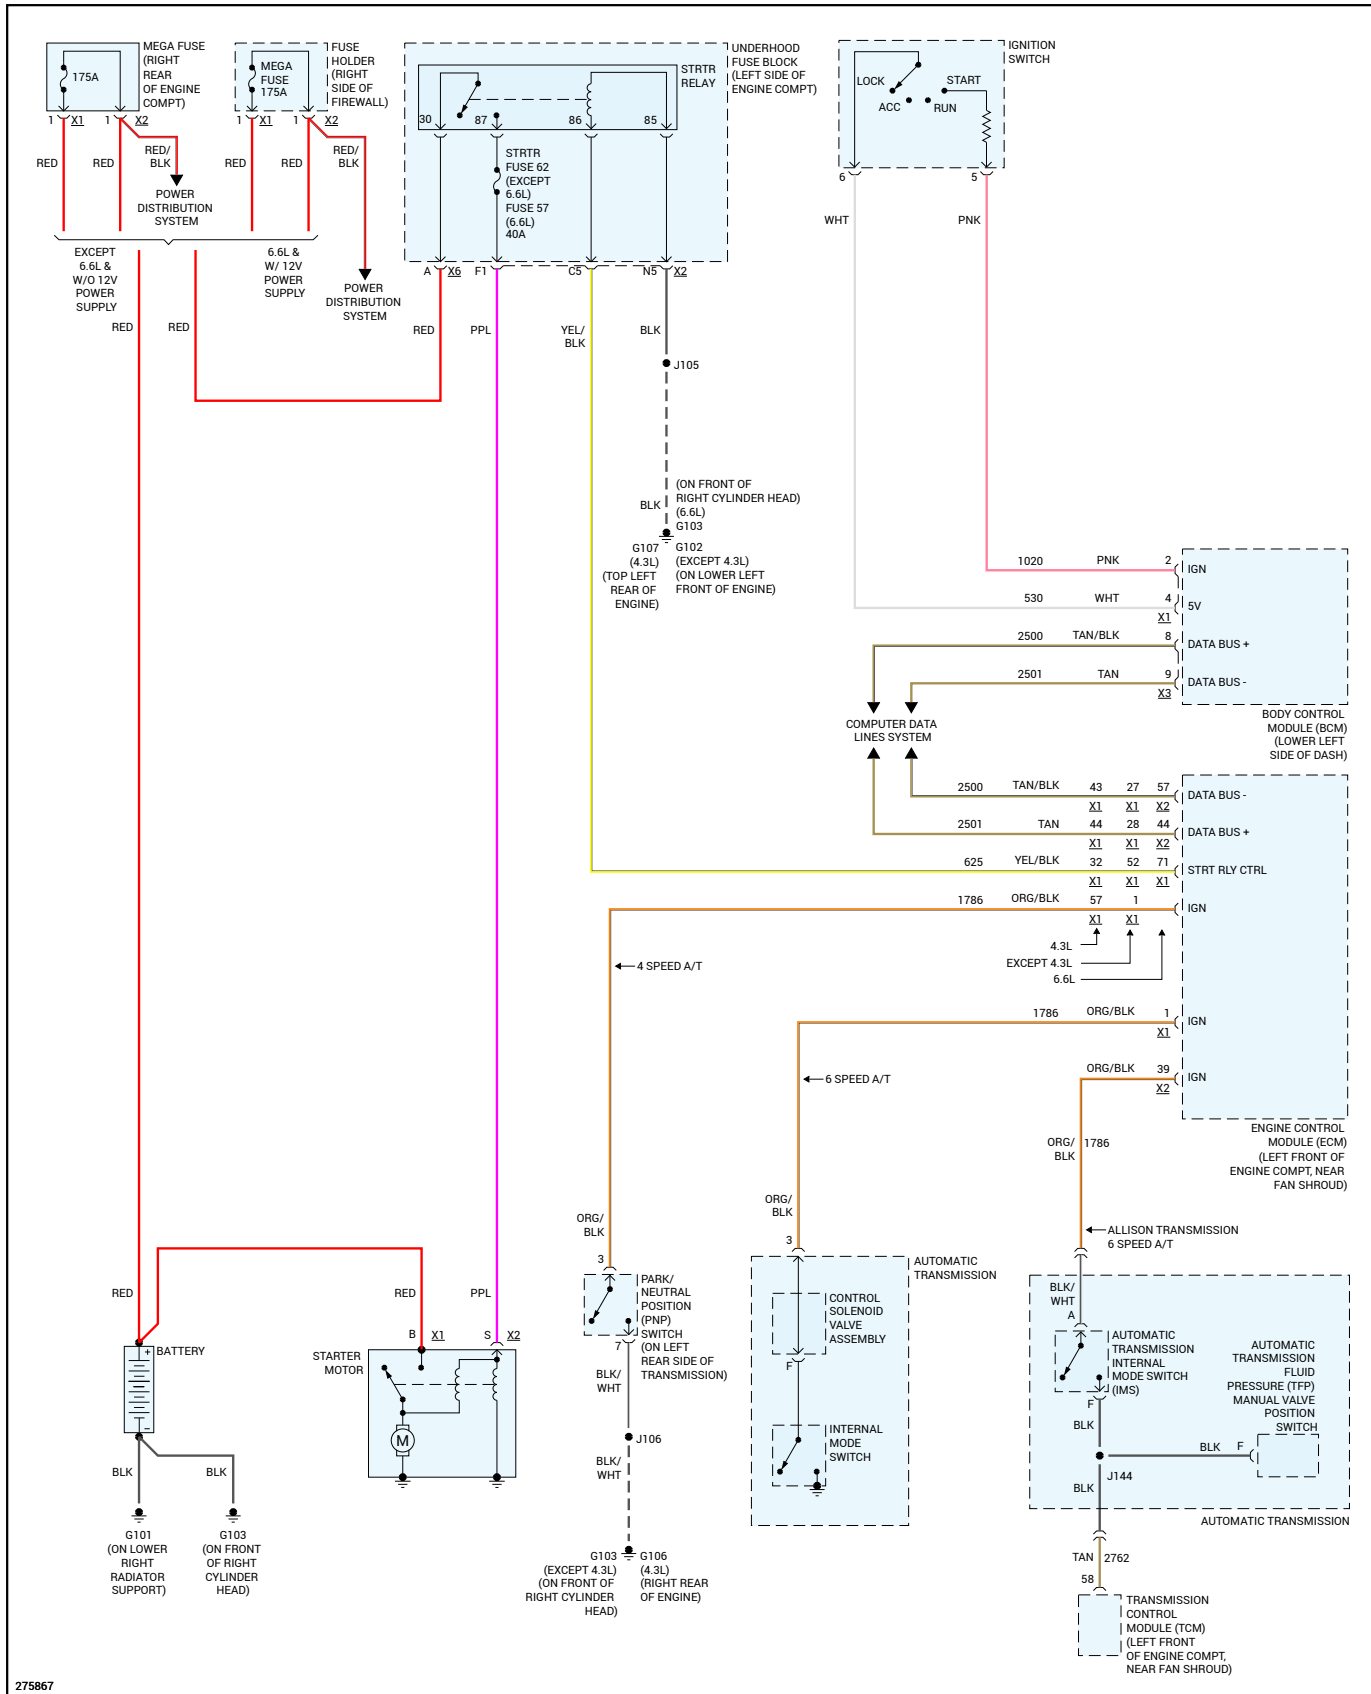 MEGA FUSE
(RIGHT
REAR
OF ENGINE
COMPT)
175A
1
X1
1
X2
RED
RED
RED/
BLK
POWER
DISTRIBUTION
SYSTEM
FUSE
HOLDER
(RIGHT
SIDE OF
FIREWALL)
MEGA
FUSE
175A
1
X1
1
X2
RED
RED
RED/
BLK
POWER
DISTRIBUTION
SYSTEM
EXCEPT
6.6L &
W/O 12V
POWER
SUPPLY
6.6L &
W/ 12V
POWER
SUPPLY
RED
RED
UNDERHOOD
FUSE BLOCK
(LEFT SIDE OF
ENGINE COMPT)
STRTR
RELAY
30
87
86
85
STRTR
FUSE 62
(EXCEPT
6.6L)
FUSE 57
(6.6L)
40A
A
X6
F1
C5
N5
X2
RED
PPL
YEL/
BLK
BLK
J105
BLK
(ON FRONT OF
RIGHT CYLINDER HEAD)
(6.6L)
G103
G107
(4.3L)
(TOP LEFT
REAR OF
ENGINE)
G102
(EXCEPT 4.3L)
(ON LOWER LEFT
FRONT OF ENGINE)
IGNITION
SWITCH
LOCK
ACC
RUN
START
6
5
WHT
PNK
1020
PNK
2
IGN
530
WHT
4
5V
X1
2500
TAN/BLK
8
DATA BUS +
2501
TAN
9
DATA BUS -
X3
BODY CONTROL
MODULE (BCM)
(LOWER LEFT
SIDE OF DASH)
COMPUTER DATA
LINES SYSTEM
2500
TAN/BLK
43
27
57
DATA BUS -
X1
X1
X2
2501
TAN
44
28
44
DATA BUS +
X1
X1
X2
625
YEL/BLK
32
52
71
STRT RLY CTRL
X1
X1
X1
1786
ORG/BLK
57
1
IGN
X1
X1
4.3L
EXCEPT 4.3L
6.6L
4 SPEED A/T
1786
ORG/BLK
1
IGN
X1
6 SPEED A/T
ORG/BLK
39
IGN
X2
ENGINE CONTROL
MODULE (ECM)
(LEFT FRONT OF
ENGINE COMPT, NEAR
FAN SHROUD)
ORG/
BLK
1786
ALLISON TRANSMISSION
6 SPEED A/T
RED
RED
PPL
B
X1
S
X2
BATTERY
+
-
STARTER
MOTOR
M
BLK
BLK
G101
(ON LOWER
RIGHT
RADIATOR
SUPPORT)
G103
(ON FRONT
OF RIGHT
CYLINDER
HEAD)
ORG/
BLK
3
PARK/
NEUTRAL
POSITION
(PNP)
SWITCH
(ON LEFT
REAR SIDE OF
TRANSMISSION)
7
BLK/
WHT
J106
BLK/
WHT
G103
(EXCEPT 4.3L)
(ON FRONT OF
RIGHT CYLINDER
HEAD)
G106
(4.3L)
(RIGHT REAR
OF ENGINE)
ORG/
BLK
3
AUTOMATIC
TRANSMISSION
CONTROL
SOLENOID
VALVE
ASSEMBLY
F
INTERNAL
MODE
SWITCH
BLK/
WHT
A
AUTOMATIC
TRANSMISSION
INTERNAL
MODE SWITCH
(IMS)
F
BLK
AUTOMATIC
TRANSMISSION
FLUID
PRESSURE (TFP)
MANUAL VALVE
POSITION
SWITCH
BLK
F
J144
BLK
AUTOMATIC TRANSMISSION
TAN
2762
58
TRANSMISSION
CONTROL
MODULE (TCM)
(LEFT FRONT
OF ENGINE COMPT,
NEAR FAN SHROUD)
275867